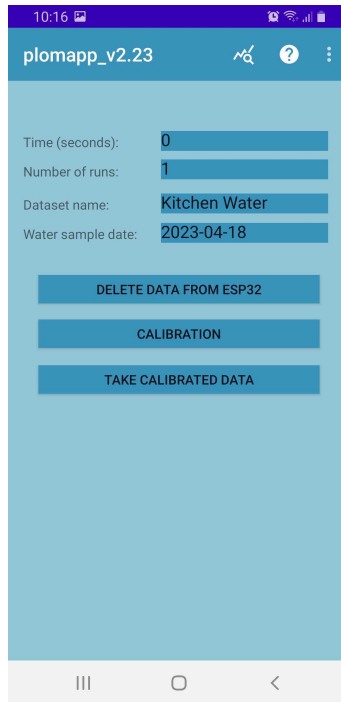 10:16
plomapp_v2.23
?
Time (seconds): 0
Number of runs: 1
Dataset name: Kitchen Water
Water sample date: 2023-04-18
DELETE DATA FROM ESP32
CALIBRATION
TAKE CALIBRATED DATA